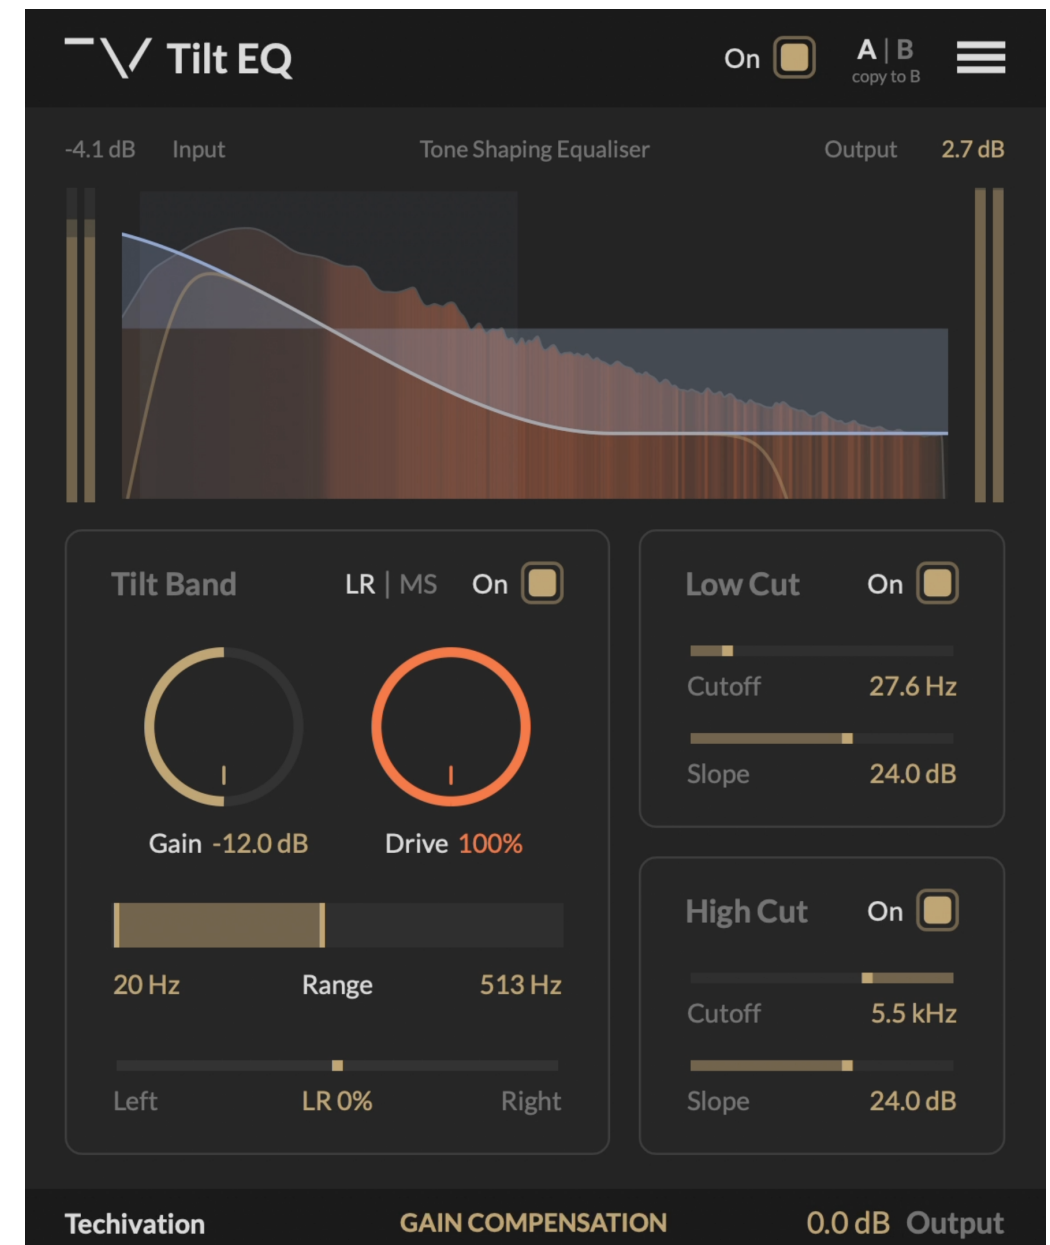 Tilt EQ On A | B
copy to B
-4.1 dB Input Tone Shaping Equaliser Output 2.7 dB
Tilt Band LR | MS On
Gain -12.0 dB Drive 100%
20 Hz Range 513 Hz
Left LR 0% Right
Low Cut On
Cutoff 27.6 Hz
Slope 24.0 dB
High Cut On
Cutoff 5.5 kHz
Slope 24.0 dB
Techivation GAIN COMPENSATION 0.0 dB Output